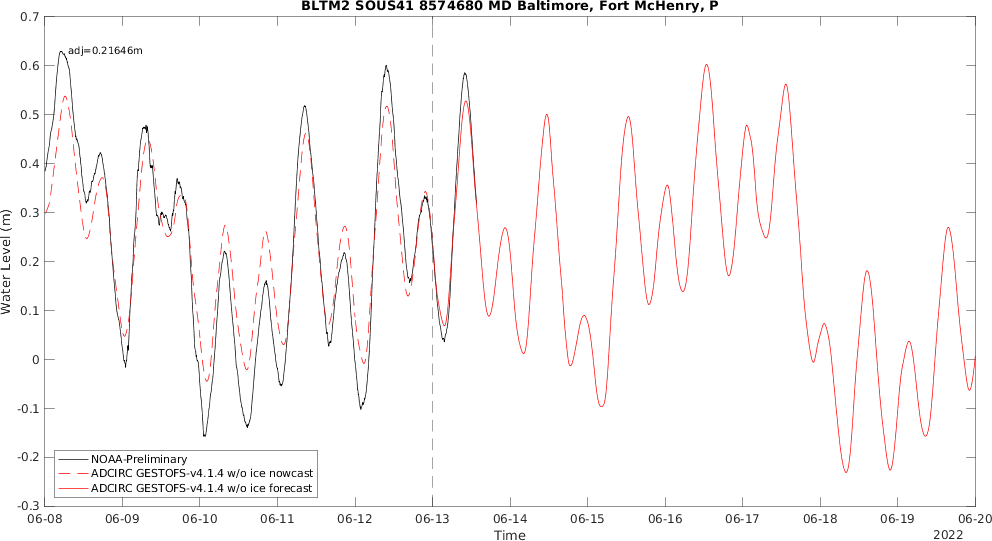 BLTM2 SOUS41 8574680 MD Baltimore, Fort McHenry, P
adj=0.21646m
Water Level (m)
0.7
0.6
0.5
0.4
0.3
0.2
0.1
0
-0.1
-0.2
-0.3
NOAA-Preliminary
ADCIRC GESTOFS-v4.1.4 w/o ice nowcast
ADCIRC GESTOFS-v4.1.4 w/o ice forecast
06-08 06-09 06-10 06-11 06-12 06-13 06-14 06-15 06-16 06-17 06-18 06-19 06-20
Time
2022